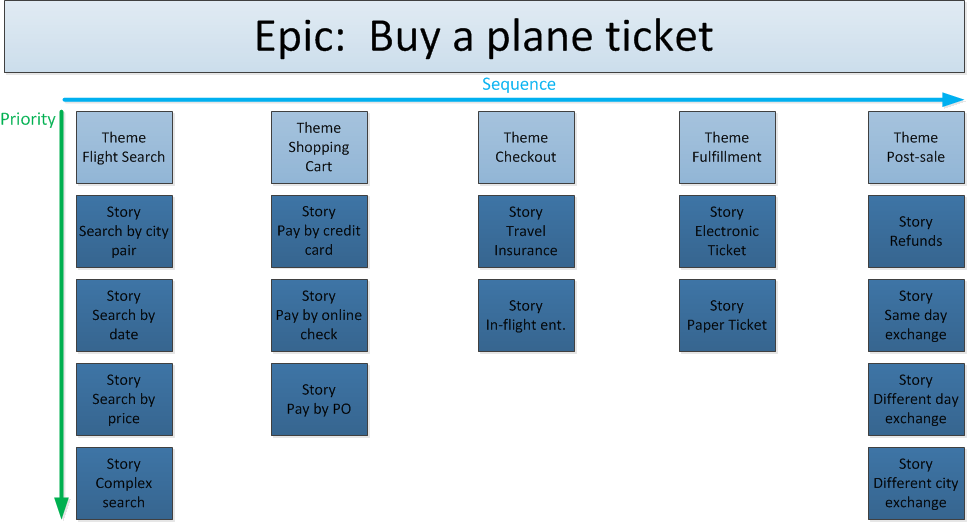 Epic:  Buy a plane ticket
Sequence
Priority
Theme
Flight Search
Theme
Shopping
Cart
Theme
Checkout
Theme
Fulfillment
Theme
Post-sale
Story
Search by city
pair
Story
Pay by credit
card
Story
Travel
Insurance
Story
Electronic
Ticket
Story
Refunds
Story
Search by
date
Story
Pay by online
check
Story
In-flight ent.
Story
Paper Ticket
Story
Same day
exchange
Story
Search by
price
Story
Pay by PO
Story
Different day
exchange
Story
Complex
search
Story
Different city
exchange